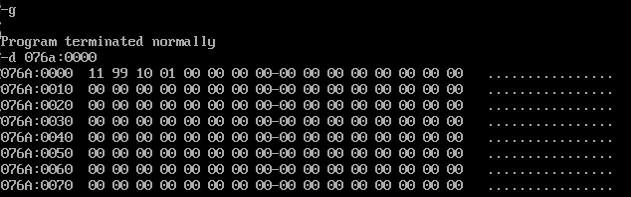 -g
Program terminated normally
-d 076a:0000
076A:0000  11 99 10 01 00 00 00 00-00 00 00 00 00 00 00 00   ................
076A:0010  00 00 00 00 00 00 00 00-00 00 00 00 00 00 00 00   ................
076A:0020  00 00 00 00 00 00 00 00-00 00 00 00 00 00 00 00   ................
076A:0030  00 00 00 00 00 00 00 00-00 00 00 00 00 00 00 00   ................
076A:0040  00 00 00 00 00 00 00 00-00 00 00 00 00 00 00 00   ................
076A:0050  00 00 00 00 00 00 00 00-00 00 00 00 00 00 00 00   ................
076A:0060  00 00 00 00 00 00 00 00-00 00 00 00 00 00 00 00   ................
076A:0070  00 00 00 00 00 00 00 00-00 00 00 00 00 00 00 00   ................